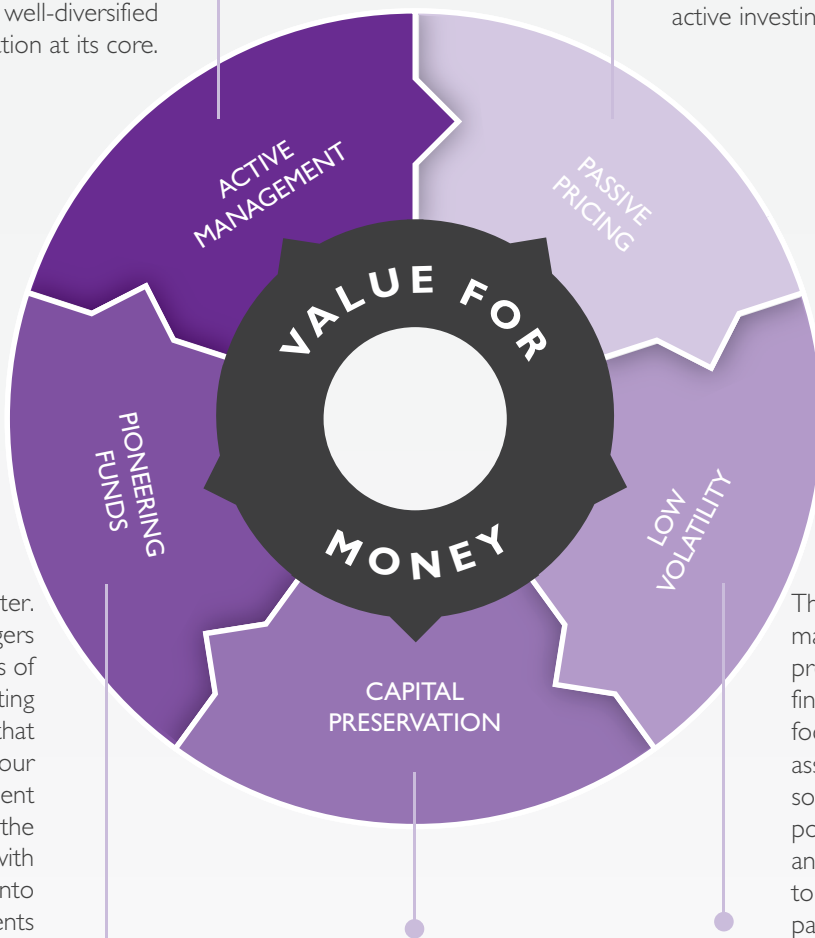 well-diversified
tion at its core.
active investin
ACTIVE
MANAGEMENT
PASSIVE
PRICING
VALUE FOR
MONEY
PIONEERING
FUNDS
LOW
VOLATILITY
CAPITAL
PRESERVATION
ter.
gers
s of
ting
that
our
ent
the
with
nto
ents
Th
ma
pr
fin
foc
ass
so
po
an
to
pa